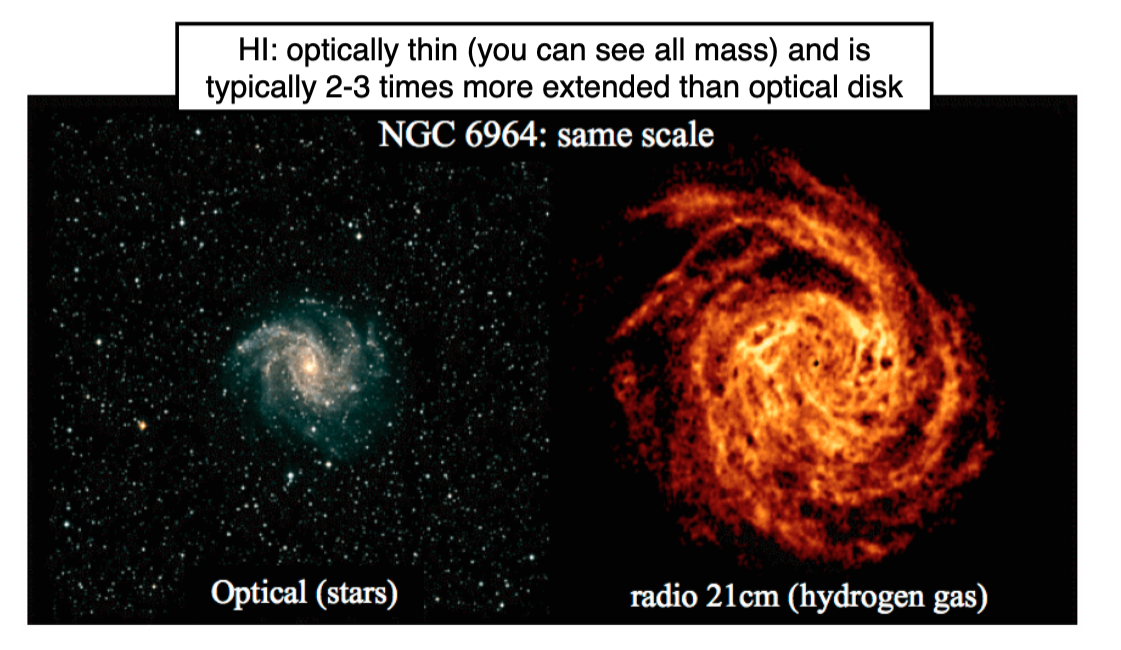 HI: optically thin (you can see all mass) and is
typically 2-3 times more extended than optical disk
NGC 6964: same scale
Optical (stars)
radio 21cm (hydrogen gas)